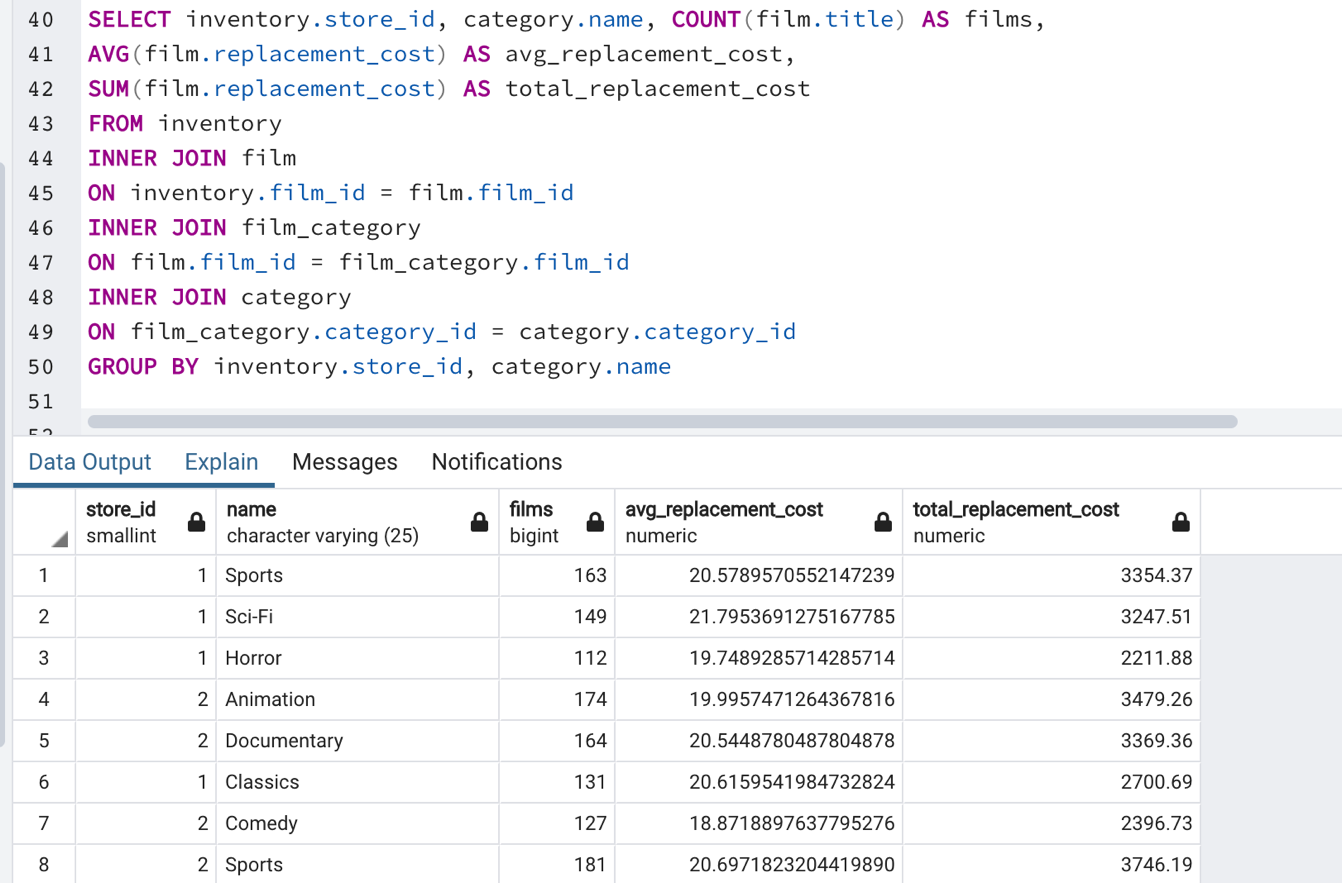 40 SELECT inventory.store_id, category.name, COUNT(film.title) AS films,
41 AVG(film.replacement_cost) AS avg_replacement_cost,
42 SUM(film.replacement_cost) AS total_replacement_cost
43 FROM inventory
44 INNER JOIN film
45 ON inventory.film_id = film.film_id
46 INNER JOIN film_category
47 ON film.film_id = film_category.film_id
48 INNER JOIN category
49 ON film_category.category_id = category.category_id
50 GROUP BY inventory.store_id, category.name
51
Data Output Explain Messages Notifications
store_id name films avg_replacement_cost total_replacement_cost
smallint character varying (25) bigint numeric numeric
1 1 Sports 163 20.5789570552147239 3354.37
2 1 Sci-Fi 149 21.7953691275167785 3247.51
3 1 Horror 112 19.7489285714285714 2211.88
4 2 Animation 174 19.9957471264367816 3479.26
5 2 Documentary 164 20.5448780487804878 3369.36
6 1 Classics 131 20.6159541984732824 2700.69
7 2 Comedy 127 18.8718897637795276 2396.73
8 2 Sports 181 20.6971823204419890 3746.19